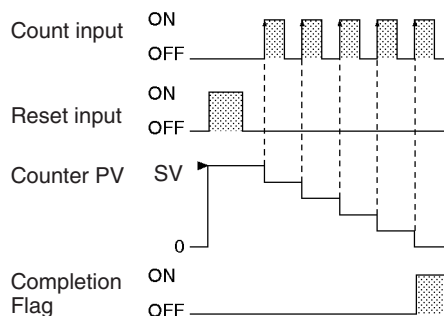 Count input ON
OFF
Reset input ON
OFF
Counter PV SV
0
Completion Flag ON
OFF